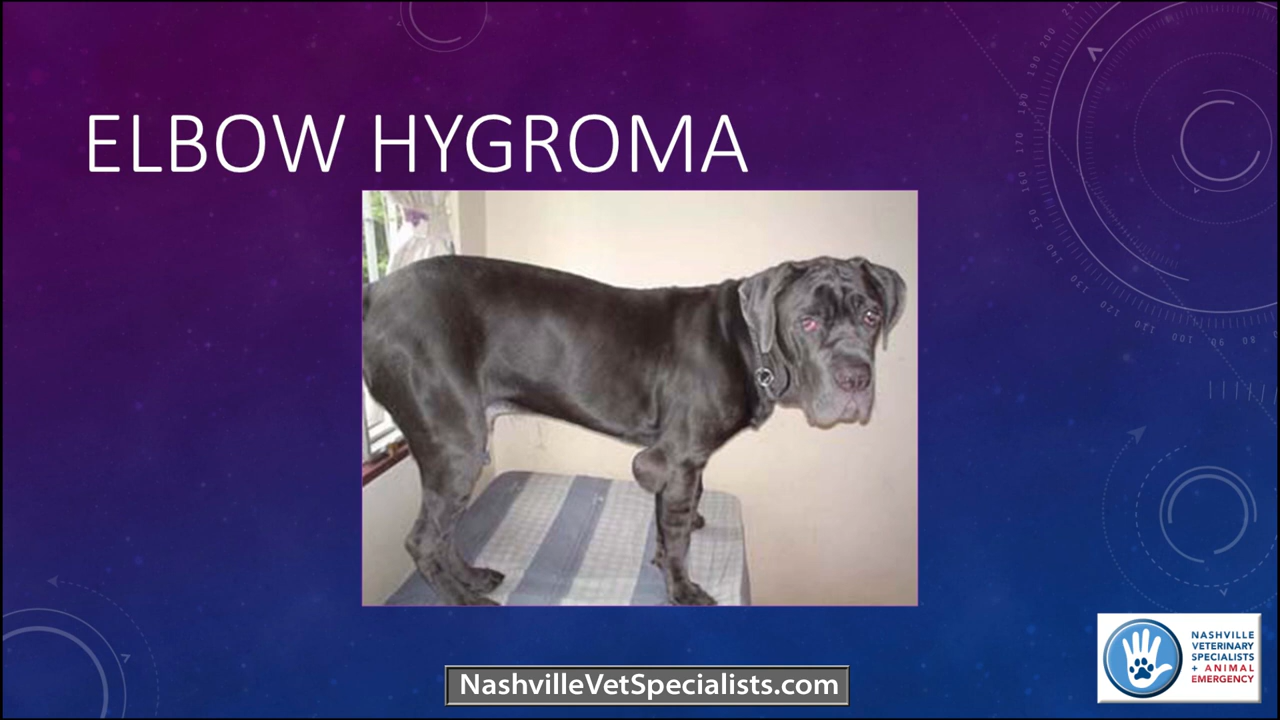 ELBOW HYGROMA
NashvilleVetSpecialists.com
NASHVILLE
VETERINARY
SPECIALISTS
+ ANIMAL
EMERGENCY